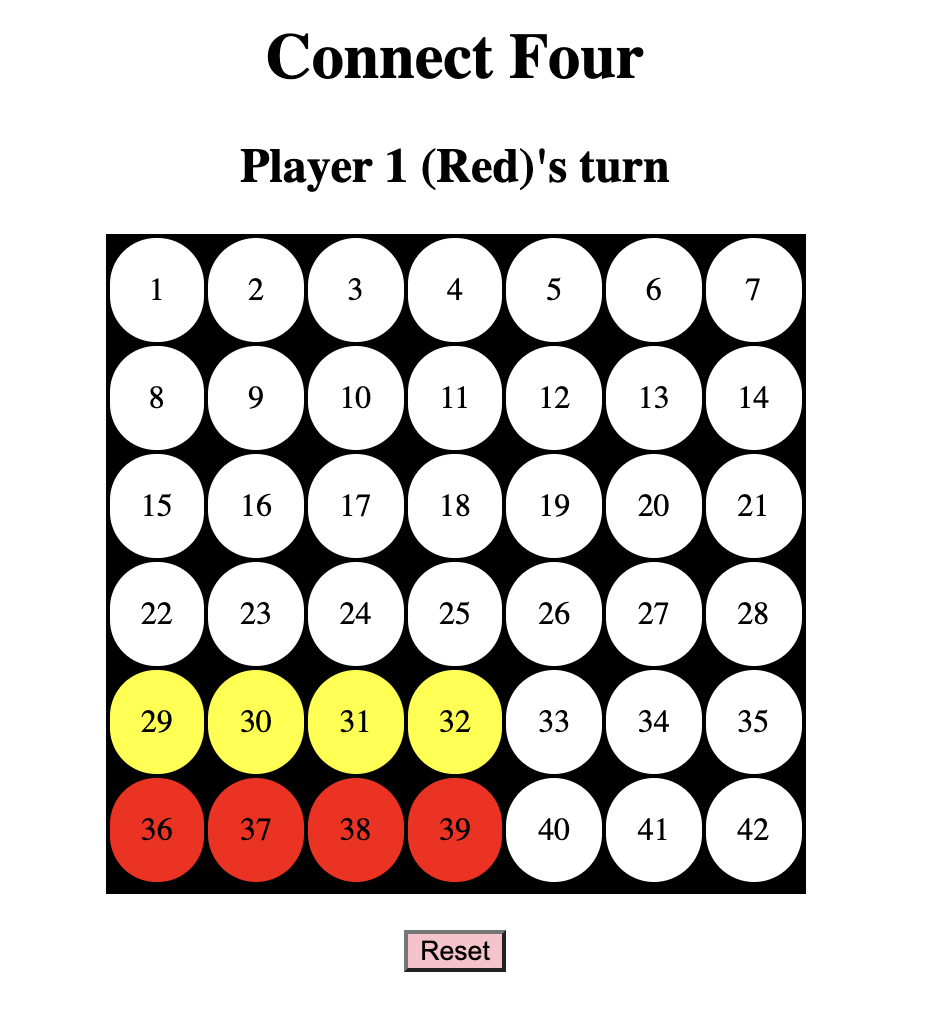 Connect Four
Player 1 (Red)'s turn
1 2 3 4 5 6 7
8 9 10 11 12 13 14
15 16 17 18 19 20 21
22 23 24 25 26 27 28
29 30 31 32 33 34 35
36 37 38 39 40 41 42
Reset